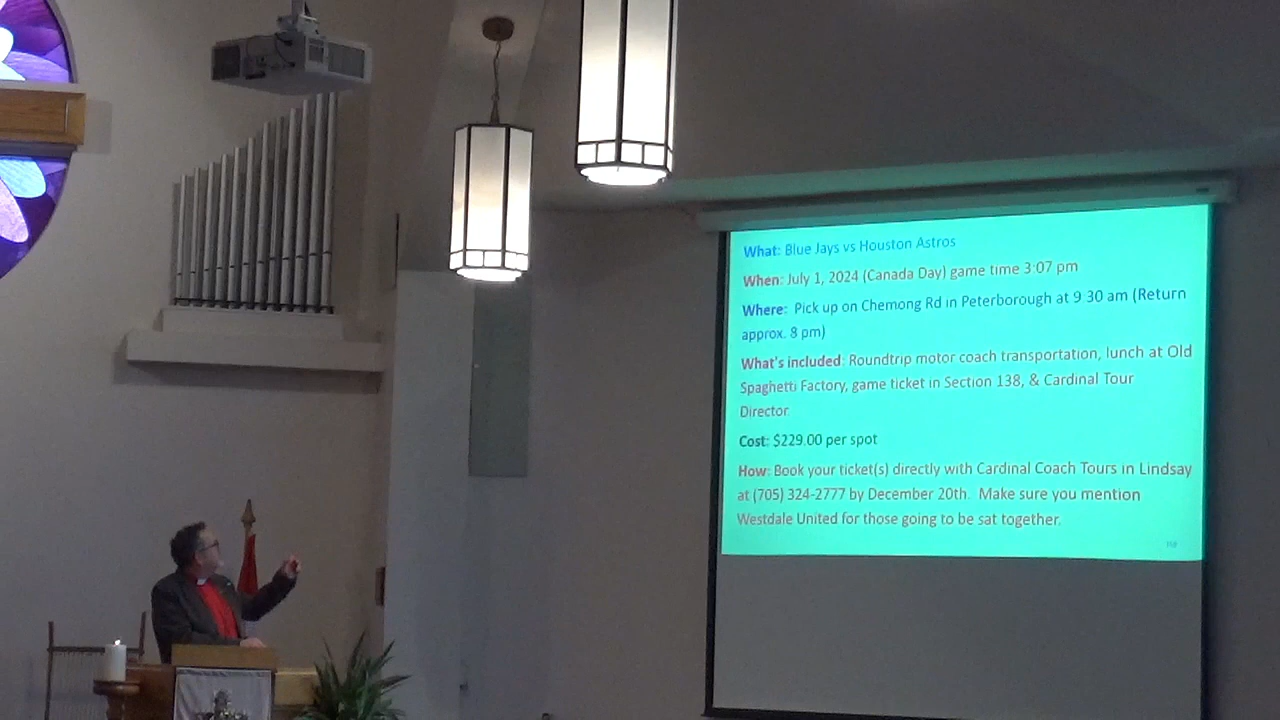 What: Blue Jays vs Houston Astros
When: July 1, 2024 (Canada Day) game time 3:07 pm
Where: Pick up on Chemong Rd in Peterborough at 9 30 am (Return
approx. 8 pm)
What's included: Roundtrip motor coach transportation, lunch at Old
Spaghetti Factory, game ticket in Section 138, & Cardinal Tour
Director
Cost: $229.00 per spot
How: Book your ticket(s) directly with Cardinal Coach Tours in Lindsay
at (705) 324-2777 by December 20th. Make sure you mention
Westdale United for those going to be sat together.